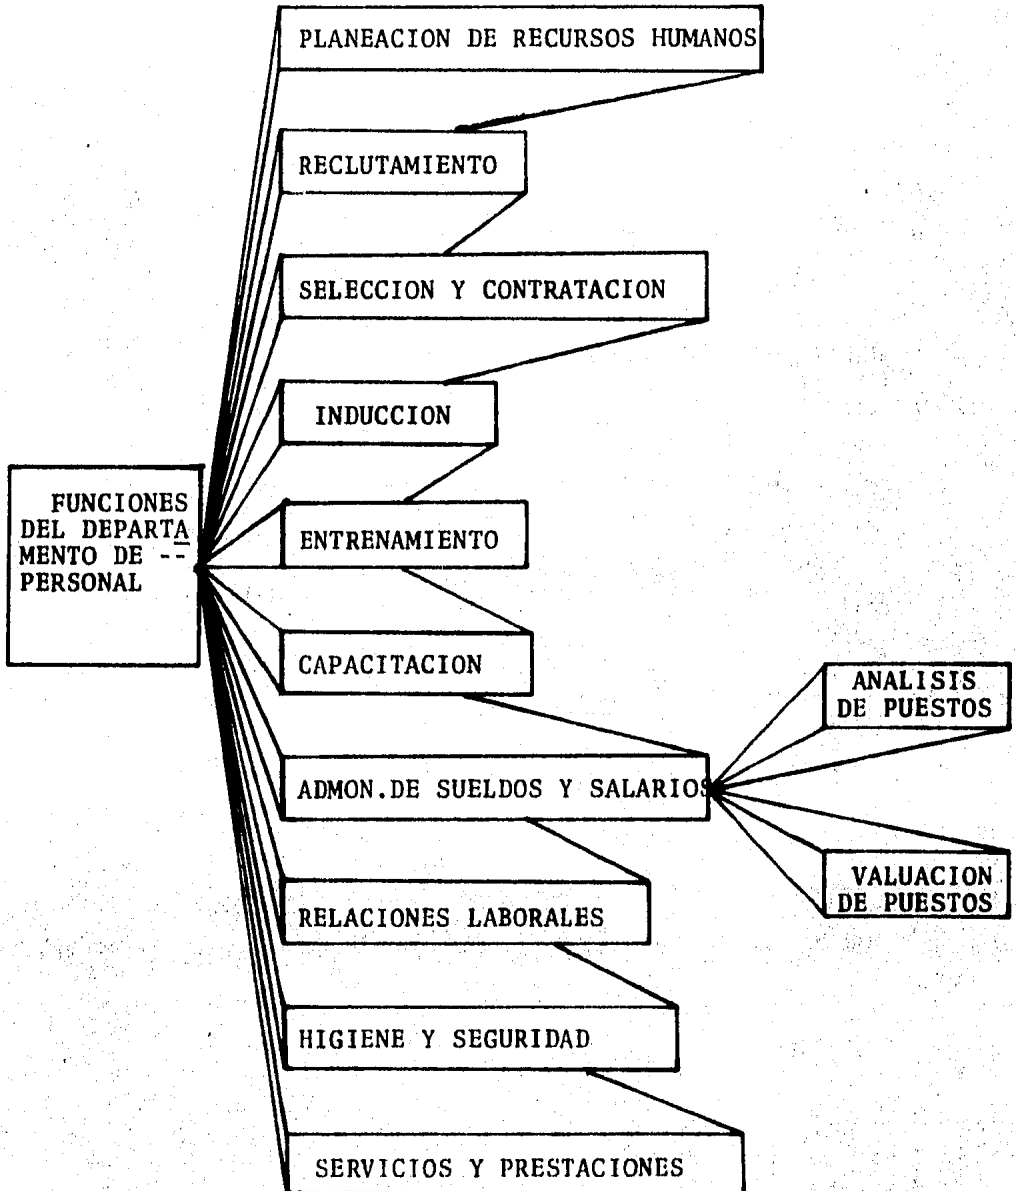 PLANEACION DE RECURSOS HUMANOS
RECLUTAMIENTO
SELECCION Y CONTRATACION
INDUCCION
FUNCIONES
DEL DEPARTA
MENTO DE --
PERSONAL
ENTRENAMIENTO
CAPACITACION
ANALISIS
DE PUESTOS
ADMON.DE SUELDOS Y SALARIOS
VALUACION
DE PUESTOS
RELACIONES LABORALES
HIGIENE Y SEGURIDAD
SERVICIOS Y PRESTACIONES